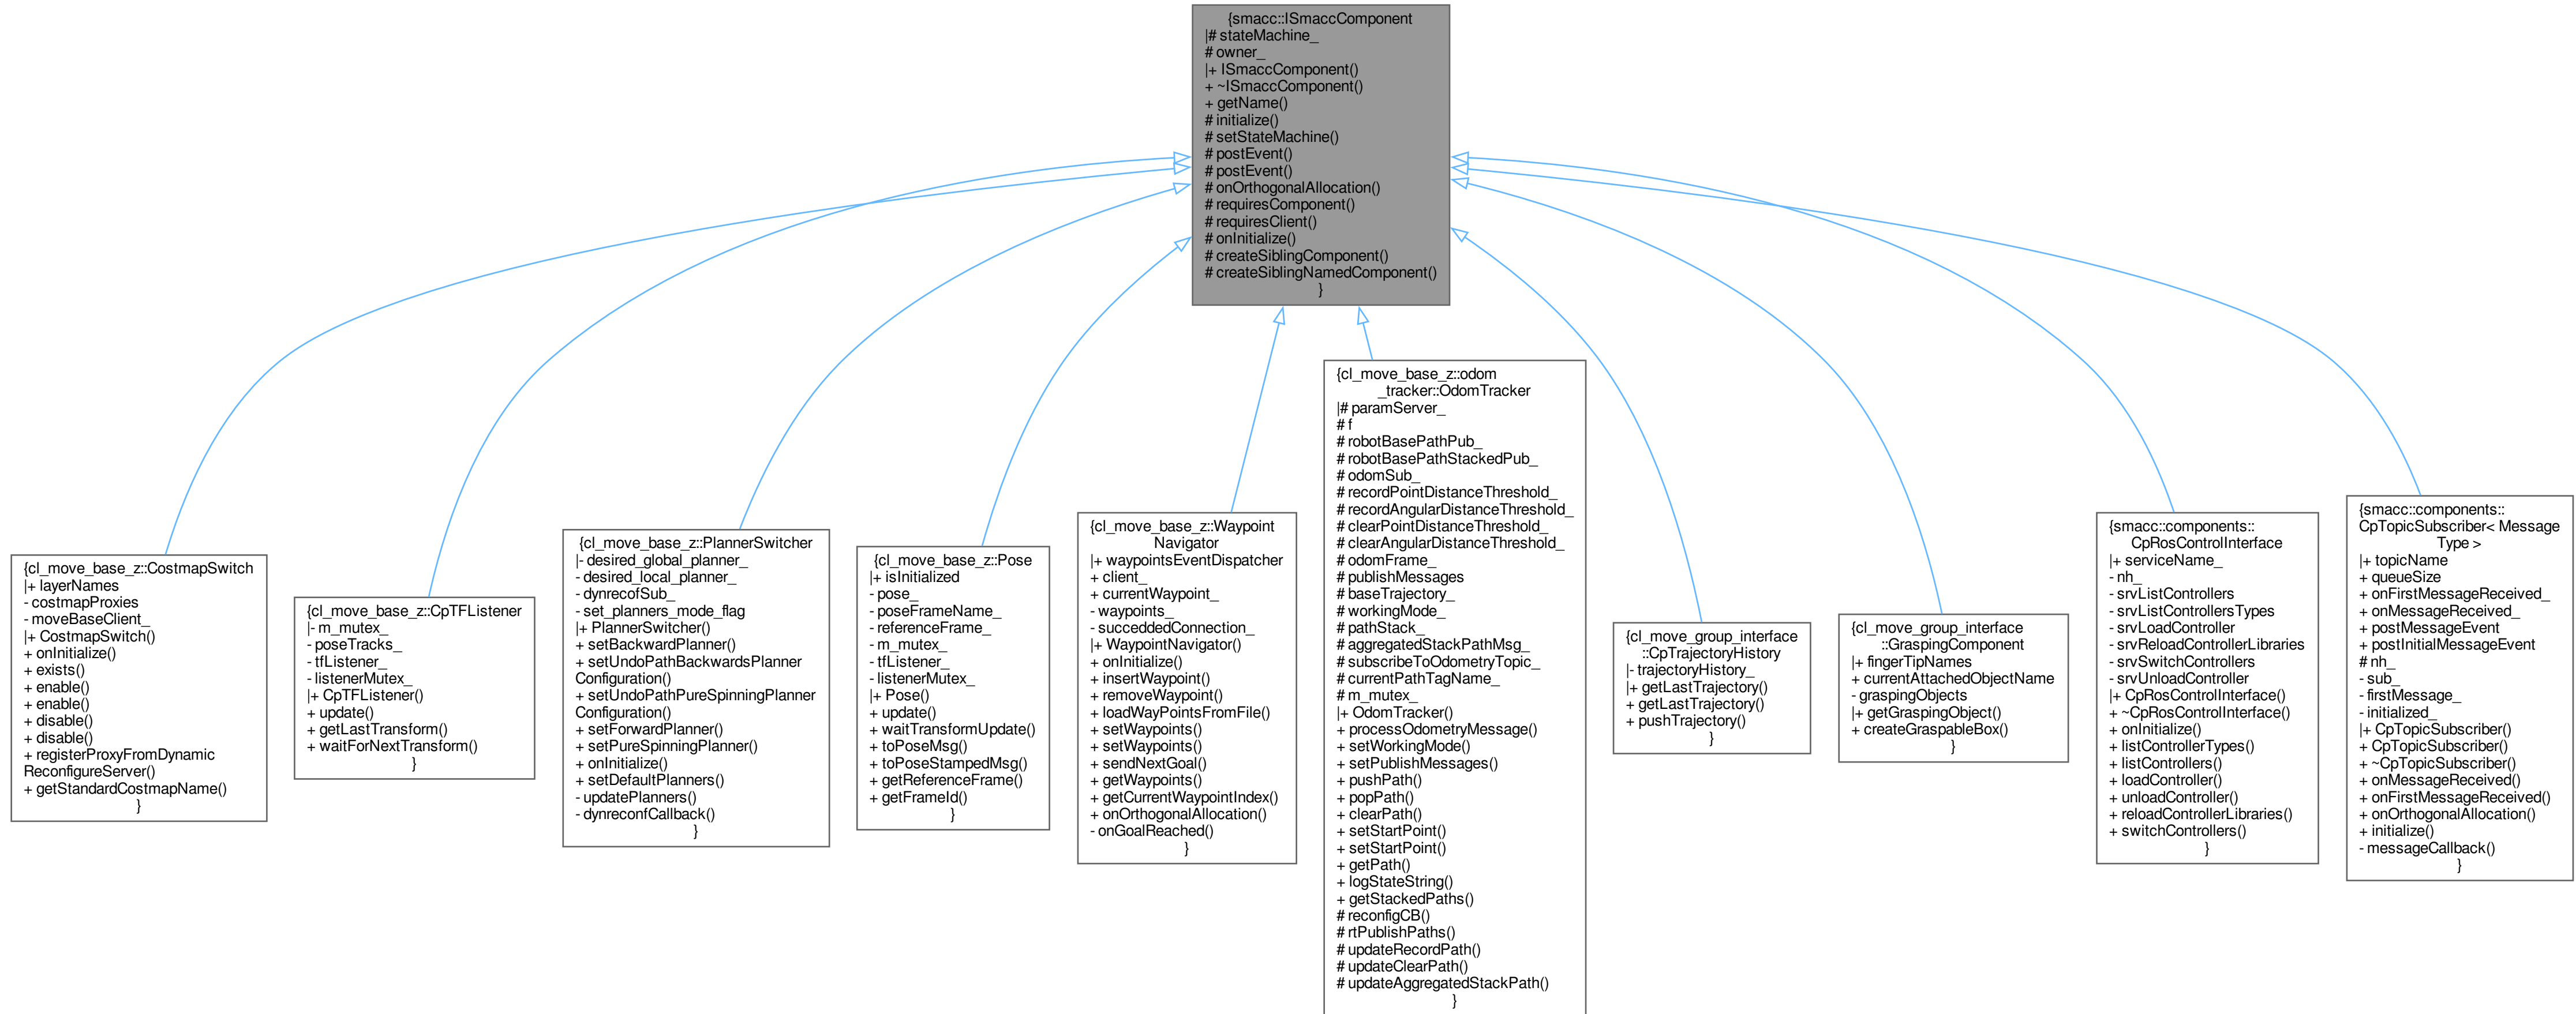 {smacc::ISmaccComponent
|# stateMachine_
# owner_
|+ ISmaccComponent()
+ ~ISmaccComponent()
+ getName()
# initialize()
# setStateMachine()
# postEvent()
# postEvent()
# onOrthogonalAllocation()
# requiresComponent()
# requiresClient()
# onInitialize()
# createSiblingComponent()
# createSiblingNamedComponent()
}
{cl_move_base_z::CostmapSwitch
|+ layerNames
- costmapProxies
- moveBaseClient_
|+ CostmapSwitch()
+ onInitialize()
+ exists()
+ enable()
+ enable()
+ disable()
+ disable()
+ registerProxyFromDynamic
ReconfigureServer()
+ getStandardCostmapName()
}
{cl_move_base_z::CpTFListener
|- m_mutex_
- poseTracks_
- tfListener_
- listenerMutex_
|+ CpTFListener()
+ update()
+ getLastTransform()
+ waitForNextTransform()
}
{cl_move_base_z::PlannerSwitcher
|- desired_global_planner_
- desired_local_planner_
- dynrecofSub_
- set_planners_mode_flag
|+ PlannerSwitcher()
+ setBackwardPlanner()
+ setUndoPathBackwardsPlanner
Configuration()
+ setUndoPathPureSpinningPlanner
Configuration()
+ setForwardPlanner()
+ setPureSpinningPlanner()
+ onInitialize()
+ setDefaultPlanners()
- updatePlanners()
- dynreconfCallback()
}
{cl_move_base_z::Pose
|+ isInitialized
- pose_
- poseFrameName_
- referenceFrame_
- m_mutex_
- tfListener_
- listenerMutex_
|+ Pose()
+ update()
+ waitTransformUpdate()
+ toPoseMsg()
+ toPoseStampedMsg()
+ getReferenceFrame()
+ getFrameId()
}
{cl_move_base_z::Waypoint
Navigator
|+ waypointsEventDispatcher
+ client_
+ currentWaypoint_
- waypoints_
- succeddedConnection_
|+ WaypointNavigator()
+ onInitialize()
+ insertWaypoint()
+ removeWaypoint()
+ loadWayPointsFromFile()
+ setWaypoints()
+ setWaypoints()
+ sendNextGoal()
+ getWaypoints()
+ getCurrentWaypointIndex()
+ onOrthogonalAllocation()
- onGoalReached()
}
{cl_move_base_z::odom
_tracker::OdomTracker
|# paramServer_
# f
# robotBasePathPub_
# robotBasePathStackedPub_
# odomSub_
# recordPointDistanceThreshold_
# recordAngularDistanceThreshold_
# clearPointDistanceThreshold_
# clearAngularDistanceThreshold_
# odomFrame_
# publishMessages
# baseTrajectory_
# workingMode_
# pathStack_
# aggregatedStackPathMsg_
# subscribeToOdometryTopic_
# currentPathTagName_
# m_mutex_
|+ OdomTracker()
+ processOdometryMessage()
+ setWorkingMode()
+ setPublishMessages()
+ pushPath()
+ popPath()
+ clearPath()
+ setStartPoint()
+ setStartPoint()
+ getPath()
+ logStateString()
+ getStackedPaths()
# reconfigCB()
# rtPublishPaths()
# updateRecordPath()
# updateClearPath()
# updateAggregatedStackPath()
}
{cl_move_group_interface
::CpTrajectoryHistory
|- trajectoryHistory_
|+ getLastTrajectory()
+ getLastTrajectory()
+ pushTrajectory()
}
{cl_move_group_interface
::GraspingComponent
|+ fingerTipNames
+ currentAttachedObjectName
- graspingObjects
|+ getGraspingObject()
+ createGraspableBox()
}
{smacc::components::
CpRosControlInterface
|+ serviceName_
- nh_
- srvListControllers
- srvListControllersTypes
- srvLoadController
- srvReloadControllerLibraries
- srvSwitchControllers
- srvUnloadController
|+ CpRosControlInterface()
+ ~CpRosControlInterface()
+ onInitialize()
+ listControllerTypes()
+ listControllers()
+ loadController()
+ unloadController()
+ reloadControllerLibraries()
+ switchControllers()
}
{smacc::components::
CpTopicSubscriber< Message
Type >
|+ topicName
+ queueSize
+ onFirstMessageReceived_
+ onMessageReceived_
+ postMessageEvent
+ postInitialMessageEvent
# nh_
- sub_
- firstMessage_
- initialized_
|+ CpTopicSubscriber()
+ CpTopicSubscriber()
+ ~CpTopicSubscriber()
+ onMessageReceived()
+ onFirstMessageReceived()
+ onOrthogonalAllocation()
+ initialize()
- messageCallback()
}